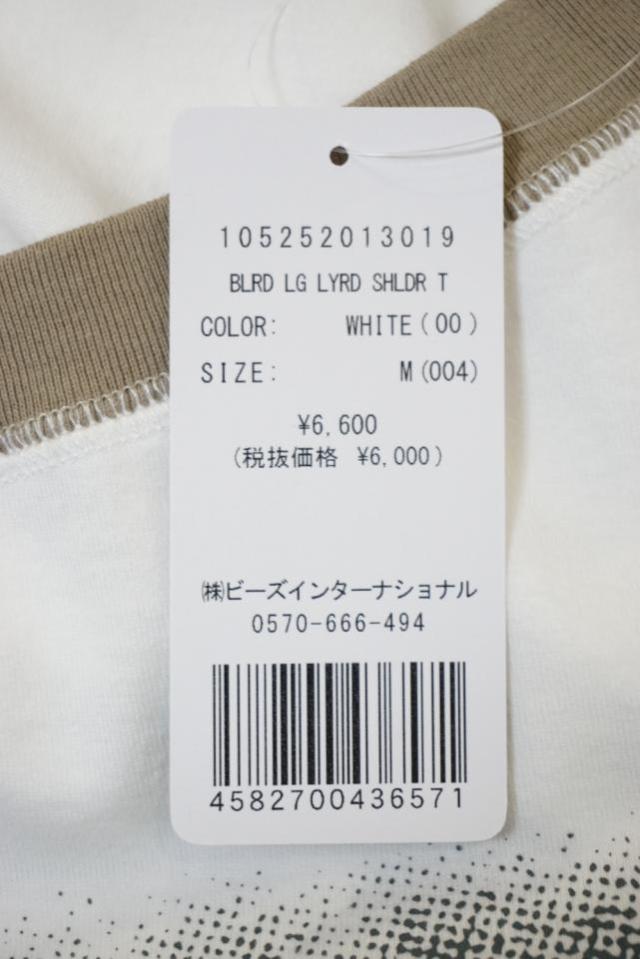 105252013019
BLRD LG LYRD SHLDR T
COLOR: WHITE(00)
SIZE: M(004)
¥6,600
(税抜価格 ¥6,000)
㈱ビーズインターナショナル
0570-666-494
4582700436571